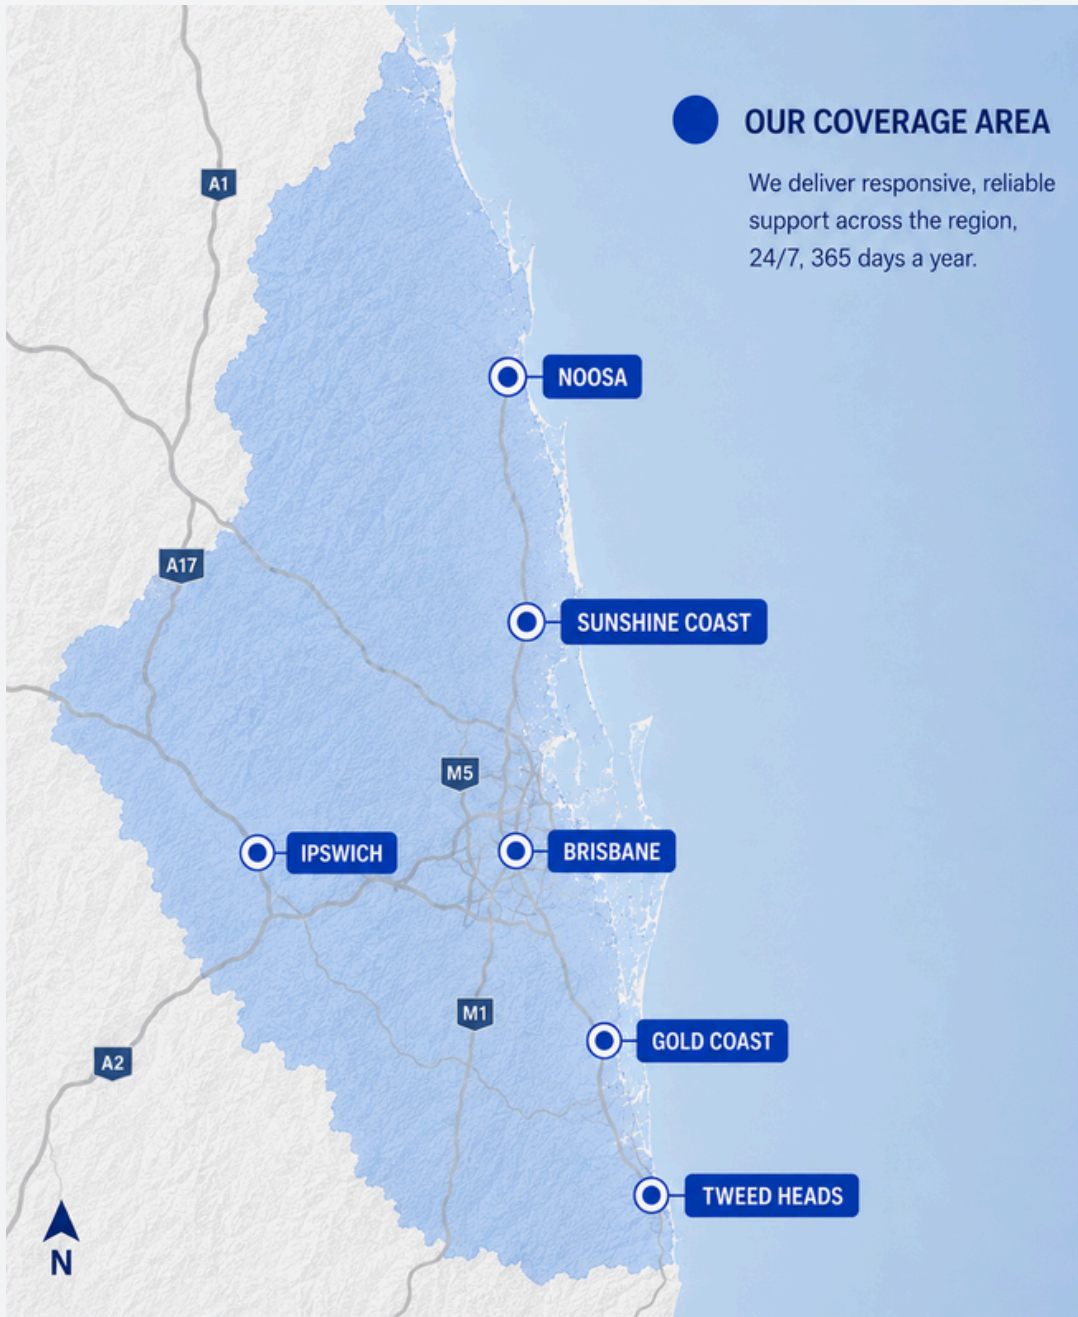 OUR COVERAGE AREA
We deliver responsive, reliable
support across the region,
24/7, 365 days a year.
A1
NOOSA
A17
SUNSHINE COAST
M5
IPSWICH
BRISBANE
M1
GOLD COAST
A2
TWEED HEADS
N